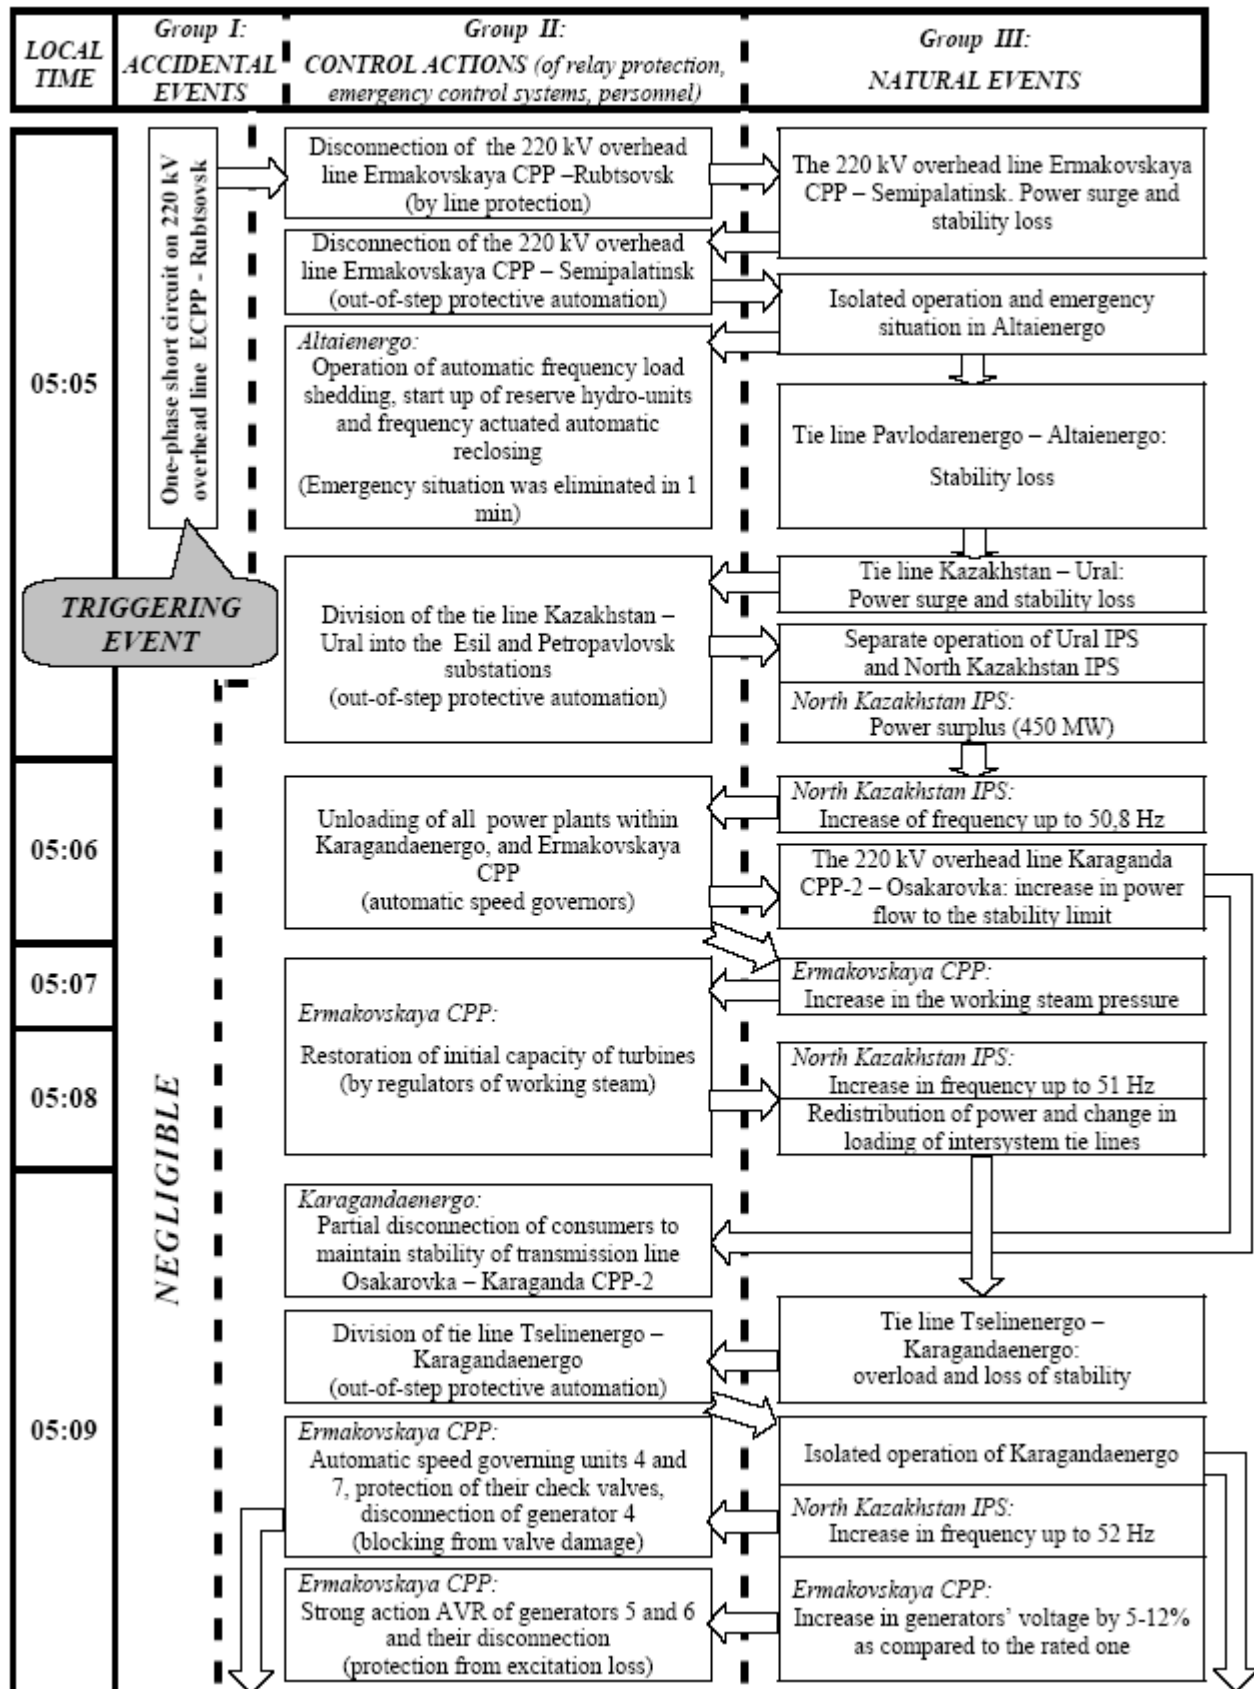 LOCAL
TIME
Group I:
ACCIDENTAL
EVENTS
Group II:
CONTROL ACTIONS (of relay protection,
emergency control systems, personnel)
Group III:
NATURAL EVENTS
05:05
One-phase short circuit on 220 kV
overhead line ECPP - Rubtsovsk
TRIGGERING
EVENT
Disconnection of the 220 kV overhead
line Ermakovskaya CPP –Rubtsovsk
(by line protection)
The 220 kV overhead line Ermakovskaya
CPP – Semipalatinsk. Power surge and
stability loss
Disconnection of the 220 kV overhead
line Ermakovskaya CPP – Semipalatinsk
(out-of-step protective automation)
Isolated operation and emergency
situation in Altaienergo
Altaienergo:
Operation of automatic frequency load
shedding, start up of reserve hydro-units
and frequency actuated automatic
reclosing
(Emergency situation was eliminated in 1
min)
Tie line Pavlodarenergo – Altaienergo:
Stability loss
Tie line Kazakhstan – Ural:
Power surge and stability loss
Division of the tie line Kazakhstan –
Ural into the Esil and Petropavlovsk
substations
(out-of-step protective automation)
Separate operation of Ural IPS
and North Kazakhstan IPS
North Kazakhstan IPS:
Power surplus (450 MW)
05:06
North Kazakhstan IPS:
Increase of frequency up to 50,8 Hz
Unloading of all power plants within
Karagandaenergo, and Ermakovskaya
CPP
(automatic speed governors)
The 220 kV overhead line Karaganda
CPP-2 – Osakarovka: increase in power
flow to the stability limit
05:07
Ermakovskaya CPP:
Increase in the working steam pressure
Ermakovskaya CPP:
Restoration of initial capacity of turbines
(by regulators of working steam)
05:08
North Kazakhstan IPS:
Increase in frequency up to 51 Hz
Redistribution of power and change in
loading of intersystem tie lines
NEGLIGIBLE
05:09
Karagandaenergo:
Partial disconnection of consumers to
maintain stability of transmission line
Osakarovka – Karaganda CPP-2
Tie line Tselinenergo –
Karagandaenergo:
overload and loss of stability
Division of tie line Tselinenergo –
Karagandaenergo
(out-of-step protective automation)
Isolated operation of Karagandaenergo
Ermakovskaya CPP:
Automatic speed governing units 4 and
7, protection of their check valves,
disconnection of generator 4
(blocking from valve damage)
North Kazakhstan IPS:
Increase in frequency up to 52 Hz
Ermakovskaya CPP:
Strong action AVR of generators 5 and 6
and their disconnection
(protection from excitation loss)
Ermakovskaya CPP:
Increase in generators’ voltage by 5-12%
as compared to the rated one